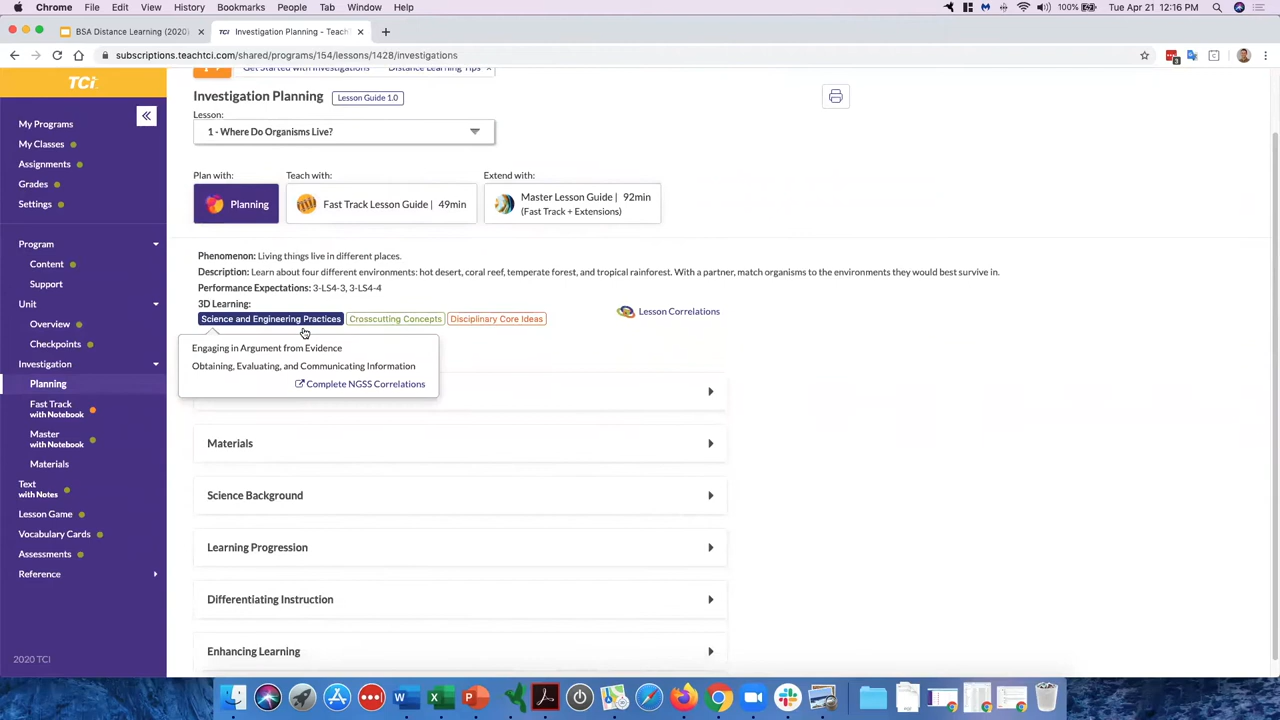 Chrome File Edit View History Bookmarks People Tab Window Help
100% Tue Apr 21 12:16 PM
BSA Distance Learning (2020)
TCi Investigation Planning - TeachT
subscriptions.teachtci.com/shared/programs/154/lessons/1428/investigations
TCi
Get Started with Investigations Distance Learning Tips
Investigation Planning Lesson Guide 1.0
Lesson:
1 - Where Do Organisms Live?
Plan with: Teach with: Extend with:
Planning
Fast Track Lesson Guide | 49min
Master Lesson Guide | 92min
(Fast Track + Extensions)
Phenomenon: Living things live in different places.
Description: Learn about four different environments: hot desert, coral reef, temperate forest, and tropical rainforest. With a partner, match organisms to the environments they would best survive in.
Performance Expectations: 3-LS4-3, 3-LS4-4
3D Learning:
Science and Engineering Practices Crosscutting Concepts Disciplinary Core Ideas
Lesson Correlations
Engaging in Argument from Evidence
Obtaining, Evaluating, and Communicating Information
Complete NGSS Correlations
Materials
Science Background
Learning Progression
Differentiating Instruction
Enhancing Learning
My Programs
My Classes
Assignments
Grades
Settings
Program
Content
Support
Unit
Overview
Checkpoints
Investigation
Planning
Fast Track
with Notebook
Master
with Notebook
Materials
Text
with Notes
Lesson Game
Vocabulary Cards
Assessments
Reference
2020 TCI